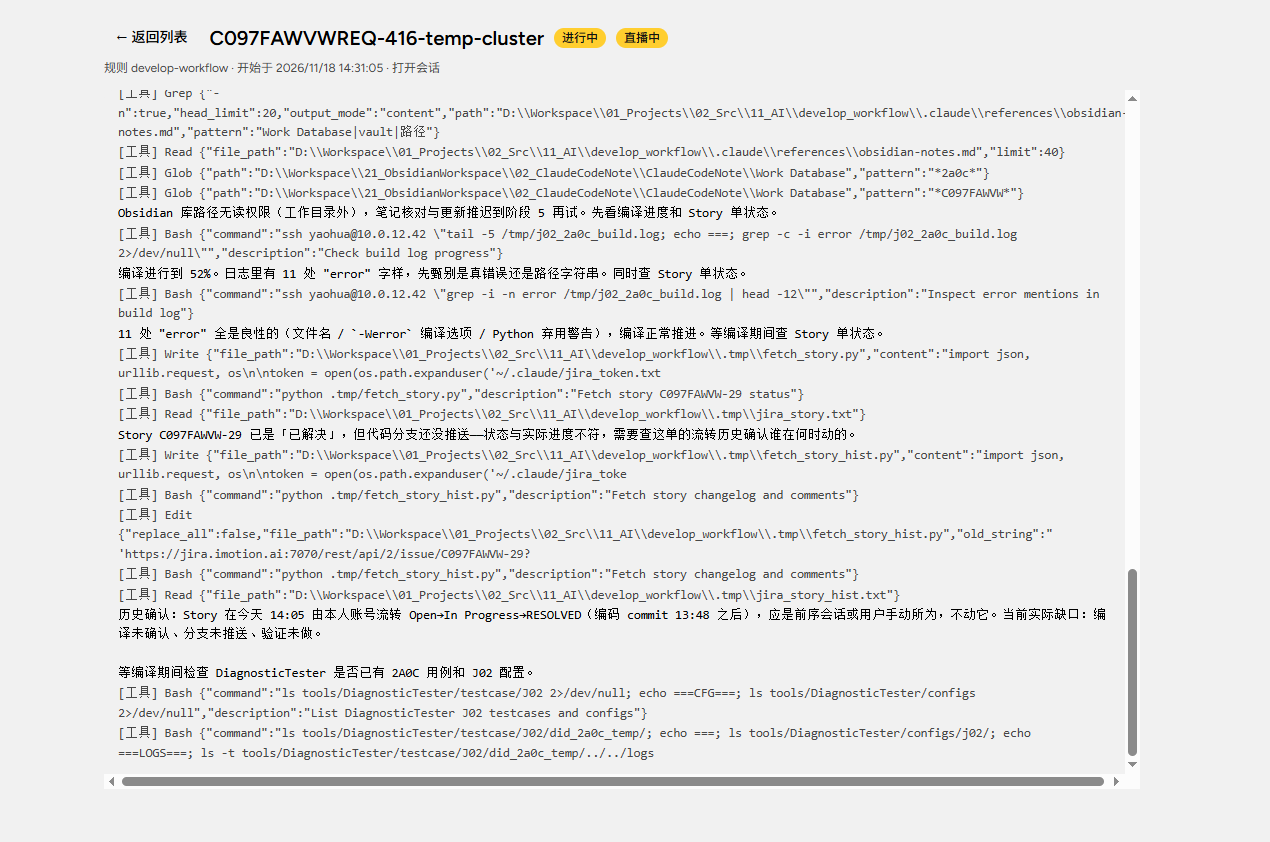 ← 返回列表 C097FAWVWREQ-416-temp-cluster 进行中 直播中
规则 develop-workflow · 开始于 2026/11/18 14:31:05 · 打开会话
[工具] Grep {"-
n":true,"head_limit":20,"output_mode":"content","path":"D:\\Workspace\\01_Projects\\02_Src\\11_AI\\develop_workflow\\.claude\\references\\obsidian-
notes.md","pattern":"Work Database|vault|路径"}
[工具] Read {"file_path":"D:\\Workspace\\01_Projects\\02_Src\\11_AI\\develop_workflow\\.claude\\references\\obsidian-notes.md","limit":40}
[工具] Glob {"path":"D:\\Workspace\\21_ObsidianWorkspace\\02_ClaudeCodeNote\\ClaudeCodeNote\\Work Database","pattern":"*2a0c*"}
[工具] Glob {"path":"D:\\Workspace\\21_ObsidianWorkspace\\02_ClaudeCodeNote\\ClaudeCodeNote\\Work Database","pattern":"*C097FAWVW*"}
Obsidian 库路径无读权限（工作目录外），笔记核对与更新推迟到阶段 5 再试。先看编译进度和 Story 单状态。
[工具] Bash {"command":"ssh yaohua@10.0.12.42 \"tail -5 /tmp/j02_2a0c_build.log; echo ===; grep -c -i error /tmp/j02_2a0c_build.log
2>/dev/null\"","description":"Check build log progress"}
编译进行到 52%。日志里有 11 处 "error" 字样，先甄别是真错误还是路径字符串。同时查 Story 单状态。
[工具] Bash {"command":"ssh yaohua@10.0.12.42 \"grep -i -n error /tmp/j02_2a0c_build.log | head -12\"","description":"Inspect error mentions in
build log"}
11 处 "error" 全是良性的（文件名 / `-Werror` 编译选项 / Python 弃用警告），编译正常推进。等编译期间查 Story 单状态。
[工具] Write {"file_path":"D:\\Workspace\\01_Projects\\02_Src\\11_AI\\develop_workflow\\.tmp\\fetch_story.py","content":"import json,
urllib.request, os\n\ntoken = open(os.path.expanduser('~/.claude/jira_token.txt
[工具] Bash {"command":"python .tmp/fetch_story.py","description":"Fetch story C097FAWVW-29 status"}
[工具] Read {"file_path":"D:\\Workspace\\01_Projects\\02_Src\\11_AI\\develop_workflow\\.tmp\\jira_story.txt"}
Story C097FAWVW-29 已是「已解决」，但代码分支还没推送——状态与实际进度不符，需要查这单的流转历史确认谁在何时动的。
[工具] Write {"file_path":"D:\\Workspace\\01_Projects\\02_Src\\11_AI\\develop_workflow\\.tmp\\fetch_story_hist.py","content":"import json,
urllib.request, os\n\ntoken = open(os.path.expanduser('~/.claude/jira_toke
[工具] Bash {"command":"python .tmp/fetch_story_hist.py","description":"Fetch story changelog and comments"}
[工具] Edit
{"replace_all":false,"file_path":"D:\\Workspace\\01_Projects\\02_Src\\11_AI\\develop_workflow\\.tmp\\fetch_story_hist.py","old_string":"
'https://jira.imotion.ai:7070/rest/api/2/issue/C097FAWVW-29?
[工具] Bash {"command":"python .tmp/fetch_story_hist.py","description":"Fetch story changelog and comments"}
[工具] Read {"file_path":"D:\\Workspace\\01_Projects\\02_Src\\11_AI\\develop_workflow\\.tmp\\jira_story_hist.txt"}
历史确认：Story 在今天 14:05 由本人账号流转 Open→In Progress→RESOLVED（编码 commit 13:48 之后），应是前序会话或用户手动所为，不动它。当前实际缺口：编
译未确认、分支未推送、验证未做。
等编译期间检查 DiagnosticTester 是否已有 2A0C 用例和 J02 配置。
[工具] Bash {"command":"ls tools/DiagnosticTester/testcase/J02 2>/dev/null; echo ===CFG===; ls tools/DiagnosticTester/configs
2>/dev/null","description":"List DiagnosticTester J02 testcases and configs"}
[工具] Bash {"command":"ls tools/DiagnosticTester/testcase/J02/did_2a0c_temp/; echo ===; ls tools/DiagnosticTester/configs/j02/; echo
===LOGS===; ls -t tools/DiagnosticTester/testcase/J02/did_2a0c_temp/../../logs